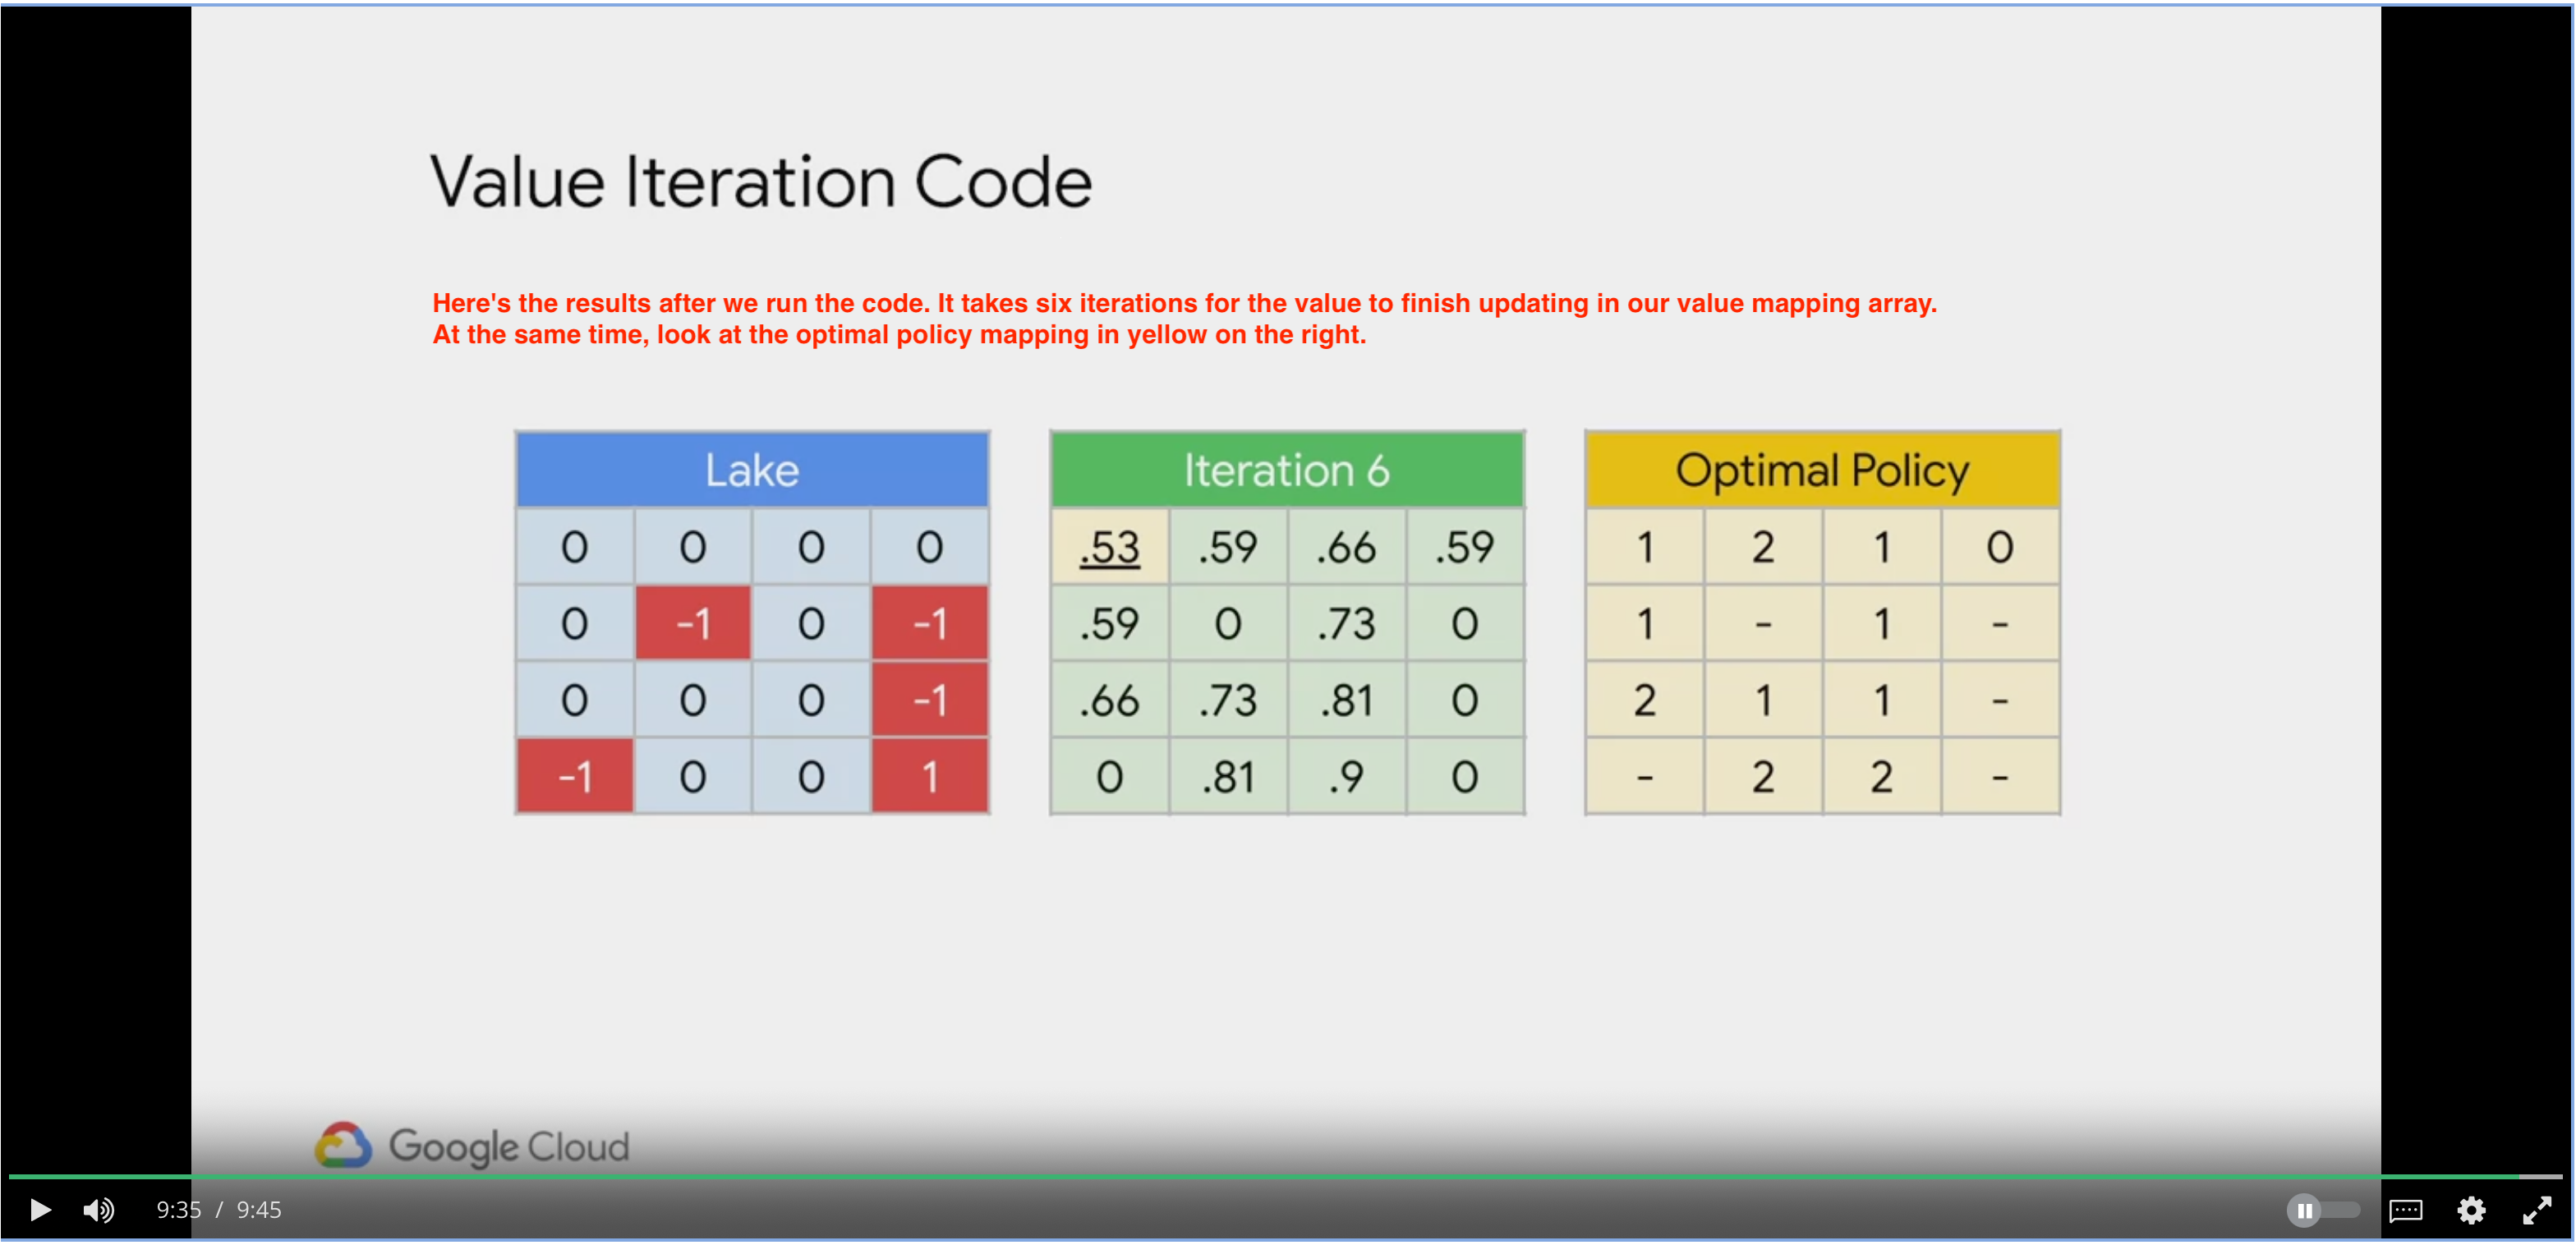 Value Iteration Code
Here's the results after we run the code. It takes six iterations for the value to finish updating in our value mapping array.
At the same time, look at the optimal policy mapping in yellow on the right.
Lake
0 0 0 0
0 -1 0 -1
0 0 0 -1
-1 0 0 1
Iteration 6
.53 .59 .66 .59
.59 0 .73 0
.66 .73 .81 0
0 .81 .9 0
Optimal Policy
1 2 1 0
1 - 1 -
2 1 1 -
- 2 2 -
Google Cloud
9:35 / 9:45